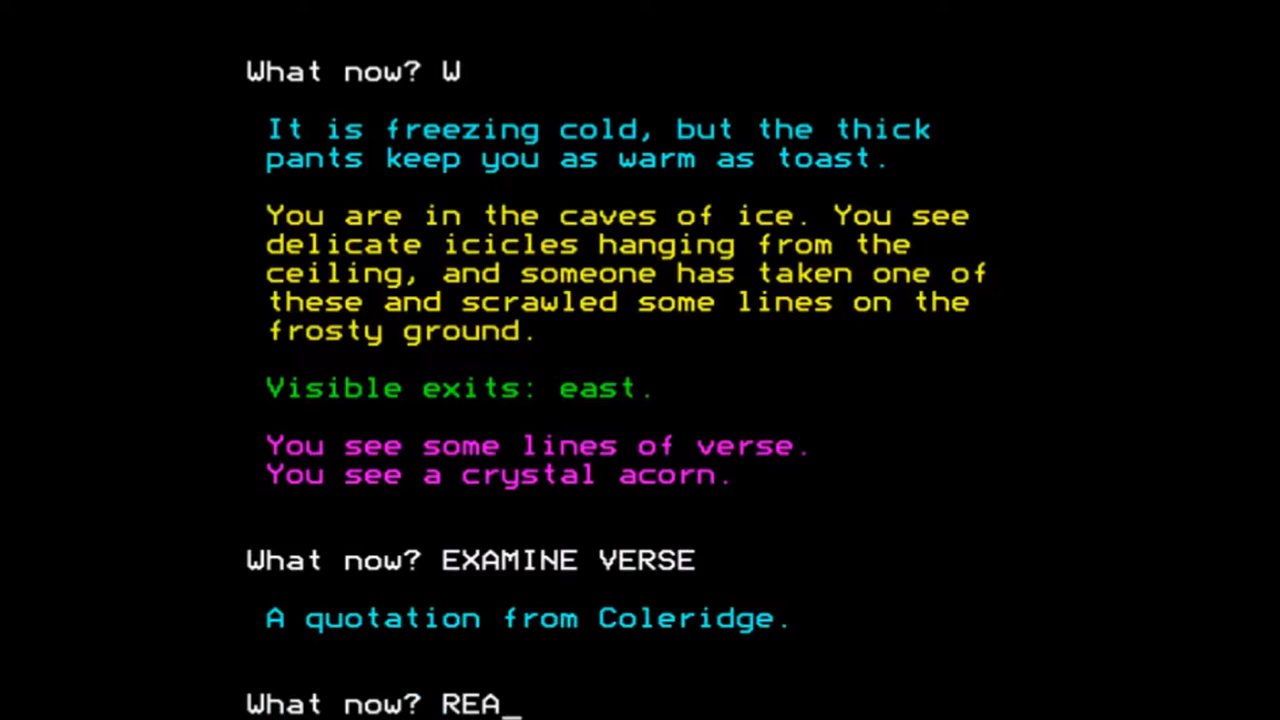 What now? W
It is freezing cold, but the thick
pants keep you as warm as toast.
You are in the caves of ice. You see
delicate icicles hanging from the
ceiling, and someone has taken one of
these and scrawled some lines on the
frosty ground.
Visible exits: east.
You see some lines of verse.
You see a crystal acorn.
What now? EXAMINE VERSE
A quotation from Coleridge.
What now? REA_